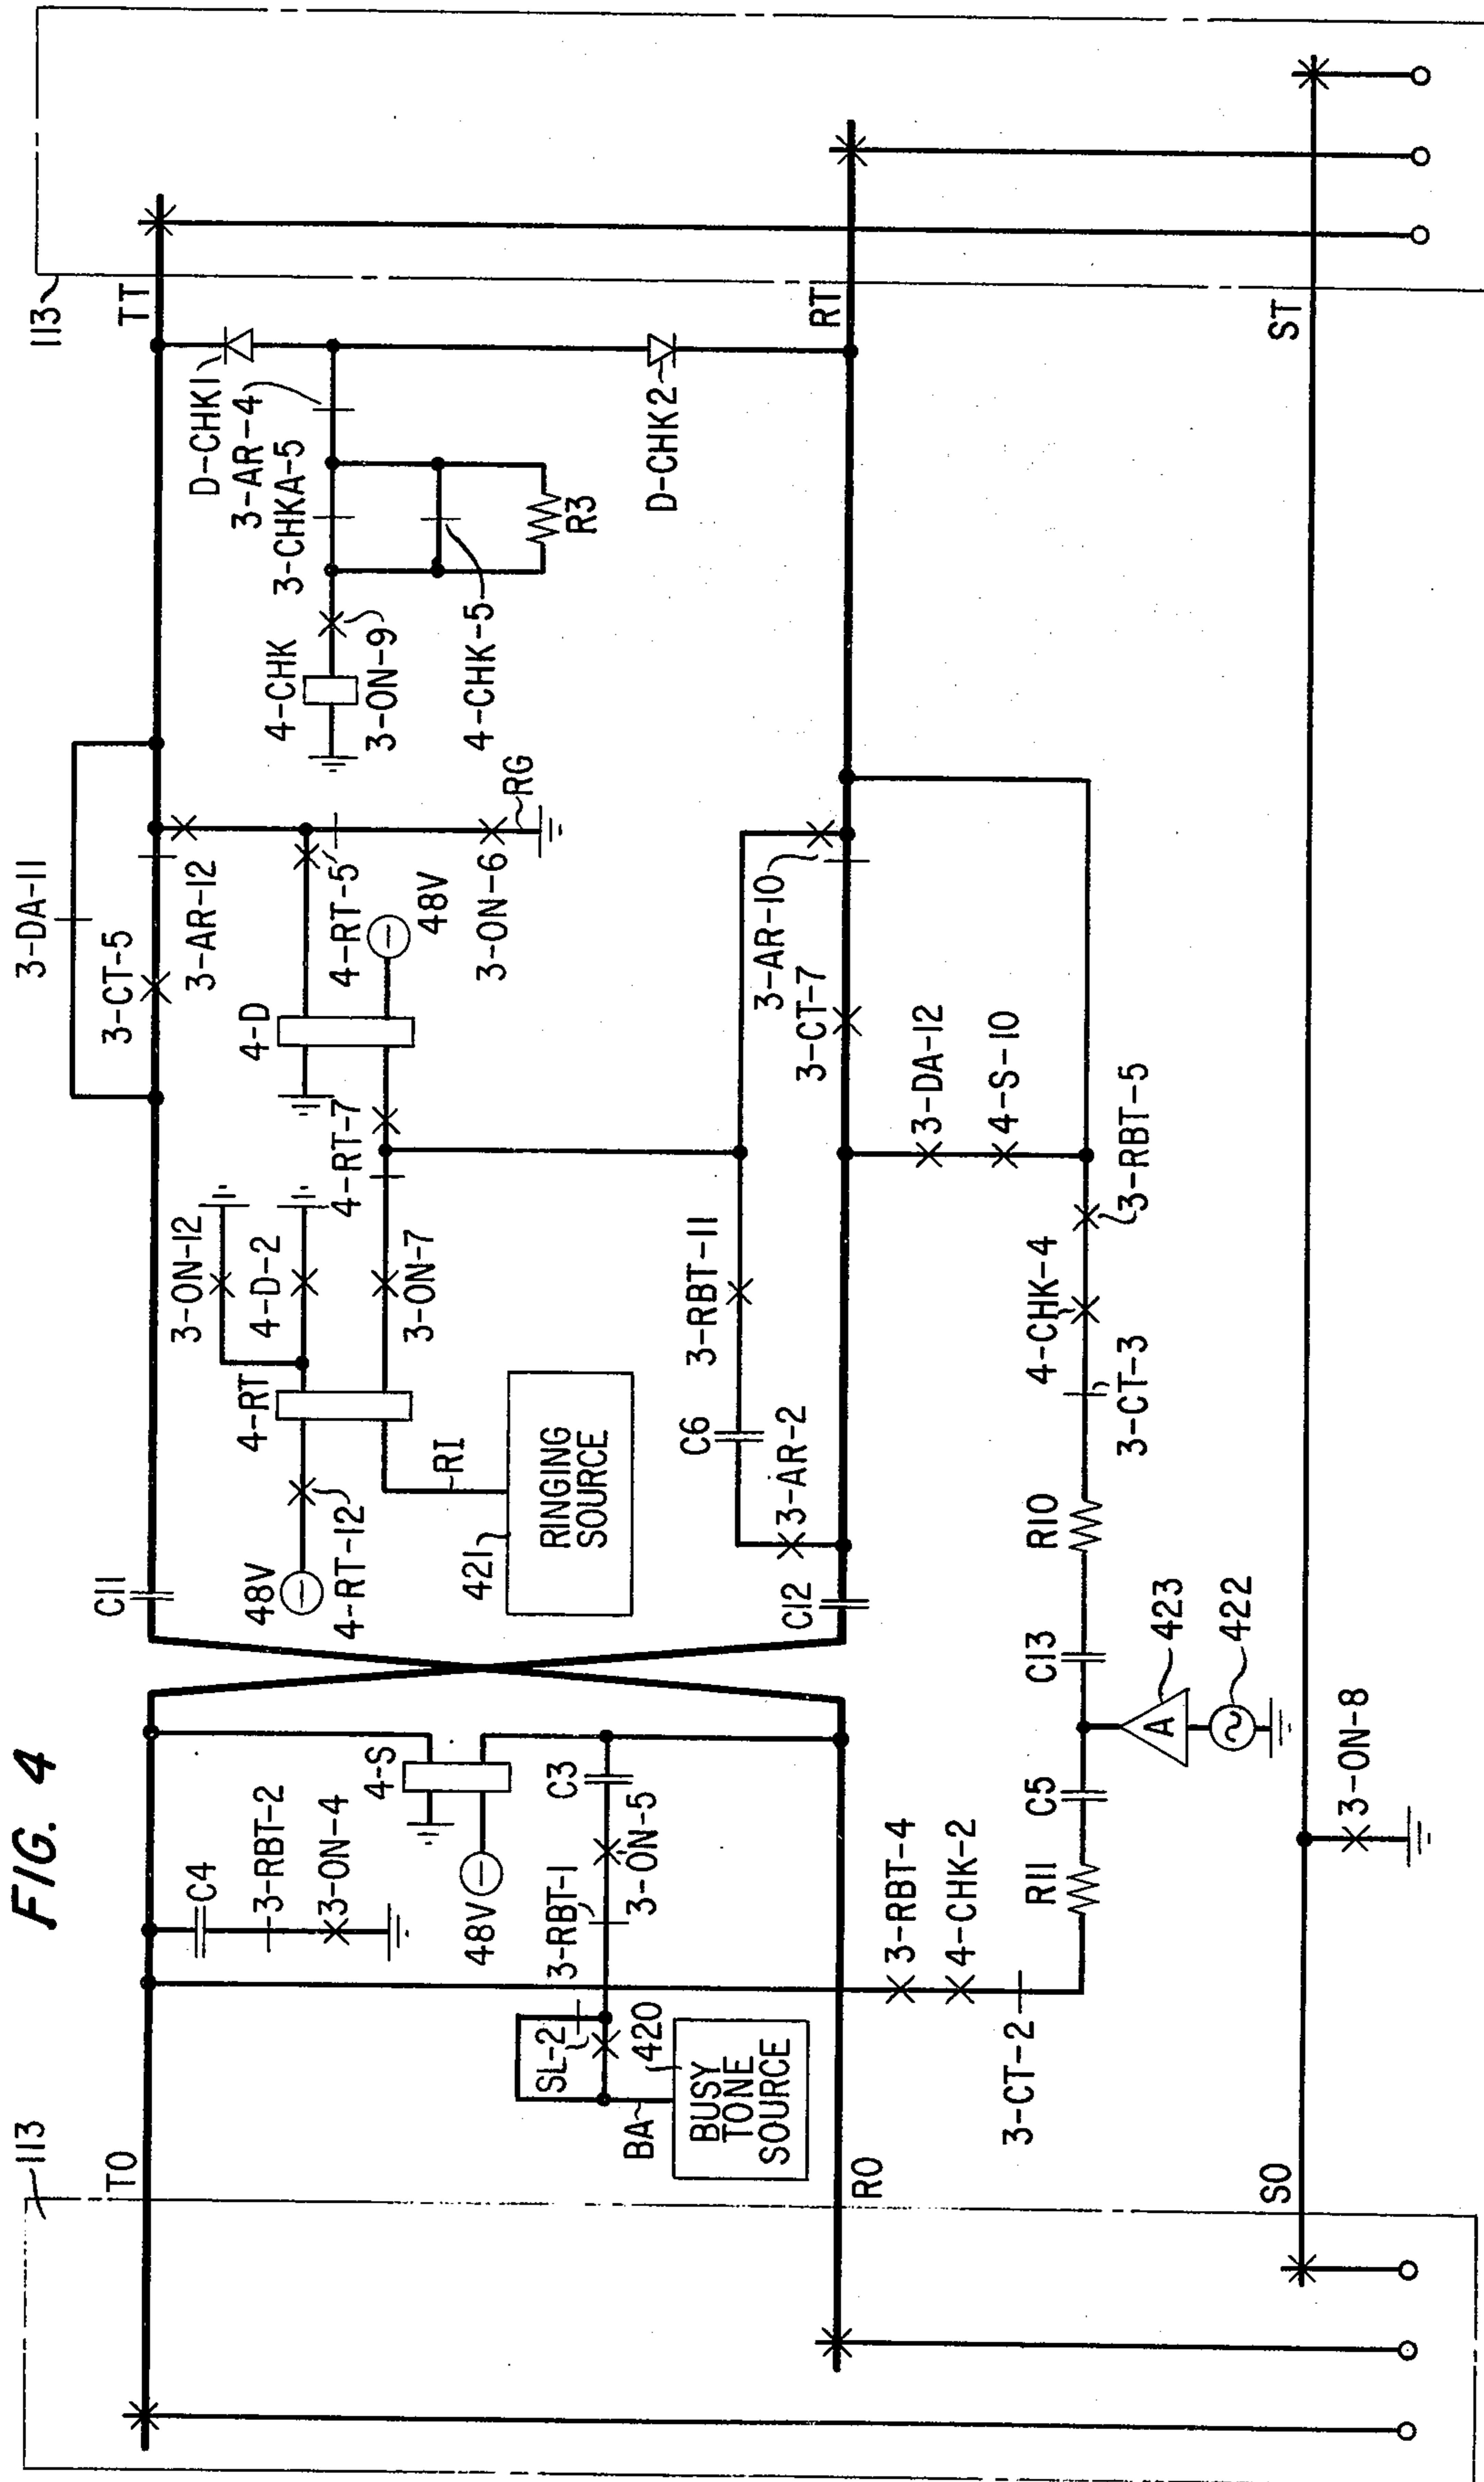 FIG. 4
113
TO
C4
3-RBT-2
3-ON-4
4-S
48V
C3
3-ON-5
3-RBT-1
SL-2
420
BA
BUSY
TONE
SOURCE
RO
3-RBT-4
4-CHK-2
3-CT-2
R11
C5
A
423
422
SO
3-ON-8
C11
48V
4-RT-12
4-RT
3-ON-12
4-D-2
4-RT-7
3-ON-7
RI
421
RINGING
SOURCE
C12
C6
3-AR-2
3-RBT-11
C13
R10
3-CT-3
4-CHK-4
3-RBT-5
3-DA-11
3-CT-5
3-AR-12
4-D
4-RT-5
48V
3-ON-6
RG
3-AR-10
3-CT-7
3-DA-12
4-S-10
4-CHK
3-ON-9
4-CHK-5
R3
3-CHKA-5
3-AR-4
D-CHK1
D-CHK2
TT
RT
ST
113